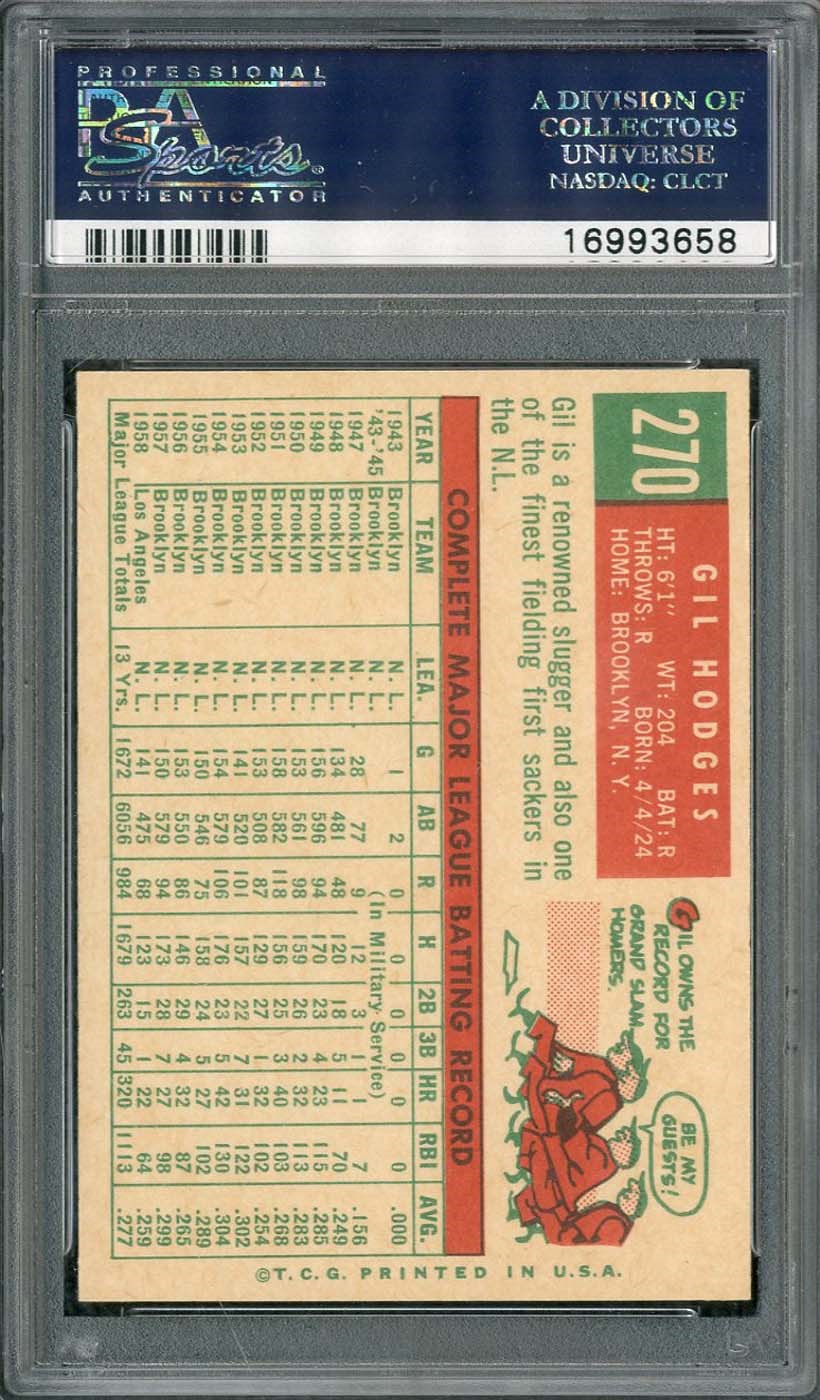 PROFESSIONAL
PSA
Sports®
AUTHENTICATOR
A DIVISION OF
COLLECTORS
UNIVERSE
NASDAQ: CLCT
16993658
270
GIL HODGES
HT: 6'1" WT: 204 BAT: R
THROWS: R BORN: 4/4/24
HOME: BROOKLYN, N. Y.
Gil is a renowned slugger and also one
of the finest fielding first sackers in
the N.L.
GIL OWNS THE
RECORD FOR
GRAND SLAM
HOMERS.
BE MY
GUESTS!
COMPLETE MAJOR LEAGUE BATTING RECORD
YEAR TEAM LEA. G AB R H 2B 3B HR RBI AVG.
1943 Brooklyn N. L. 1 2 0 0 0 0 0 0 .000
'43-'45 Brooklyn N. L. (In Military Service)
1947 Brooklyn N. L. 28 77 9 12 3 1 1 7 .156
1948 Brooklyn N. L. 134 481 48 120 18 5 11 70 .249
1949 Brooklyn N. L. 156 596 94 170 23 4 23 115 .285
1950 Brooklyn N. L. 153 561 98 159 26 2 32 113 .283
1951 Brooklyn N. L. 158 582 118 156 25 3 40 103 .268
1952 Brooklyn N. L. 153 508 87 129 27 1 32 102 .254
1953 Brooklyn N. L. 141 520 101 157 22 7 31 122 .302
1954 Brooklyn N. L. 154 579 106 176 23 5 42 130 .304
1955 Brooklyn N. L. 150 546 75 158 24 5 27 102 .289
1956 Brooklyn N. L. 153 550 86 146 29 4 32 87 .265
1957 Brooklyn N. L. 150 579 94 173 28 7 27 98 .299
1958 Los Angeles N. L. 141 475 68 123 15 1 22 64 .259
Major League Totals 13 Yrs. 1672 6056 984 1679 263 45 320 1113 .277
©T.C.G. PRINTED IN U.S.A.